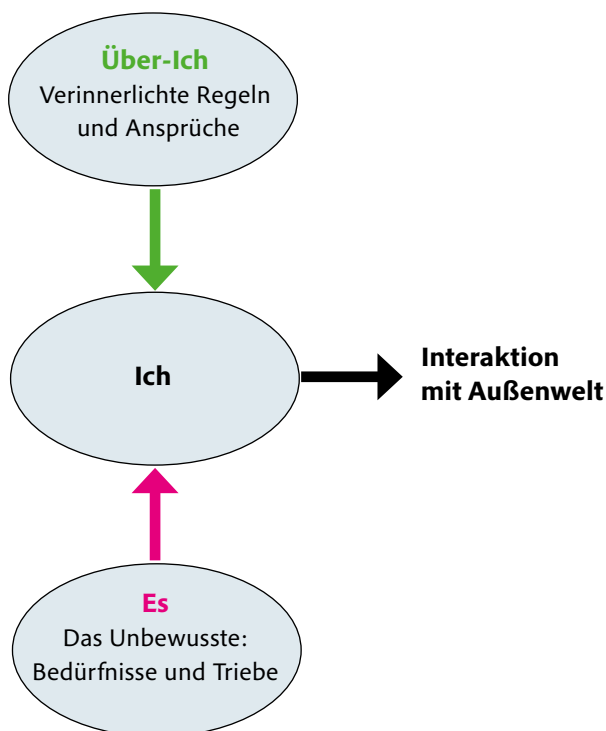 Über-Ich
Verinnerlichte Regeln
und Ansprüche
Ich
Interaktion
mit Außenwelt
Es
Das Unbewusste:
Bedürfnisse und Triebe